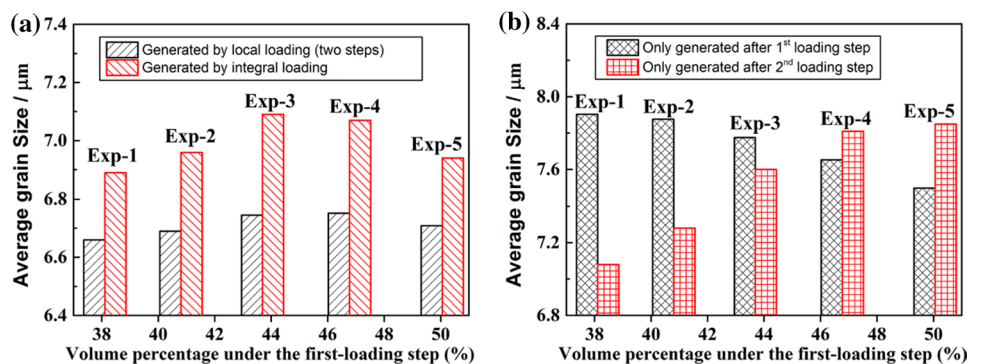 (a)
7.4
7.2
7.0
6.8
6.6
6.4
Average grain Size / μm
Generated by local loading (two steps)
Generated by integral loading
Exp-1
Exp-2
Exp-3
Exp-4
Exp-5
38 40 42 44 46 48 50
Volume percentage under the first-loading step (%)
(b)
8.4
8.0
7.6
7.2
6.8
Average grain Size / μm
Only generated after 1st loading step
Only generated after 2nd loading step
Exp-1
Exp-2
Exp-3
Exp-4
Exp-5
38 40 42 44 46 48 50
Volume percentage under the first-loading step (%)